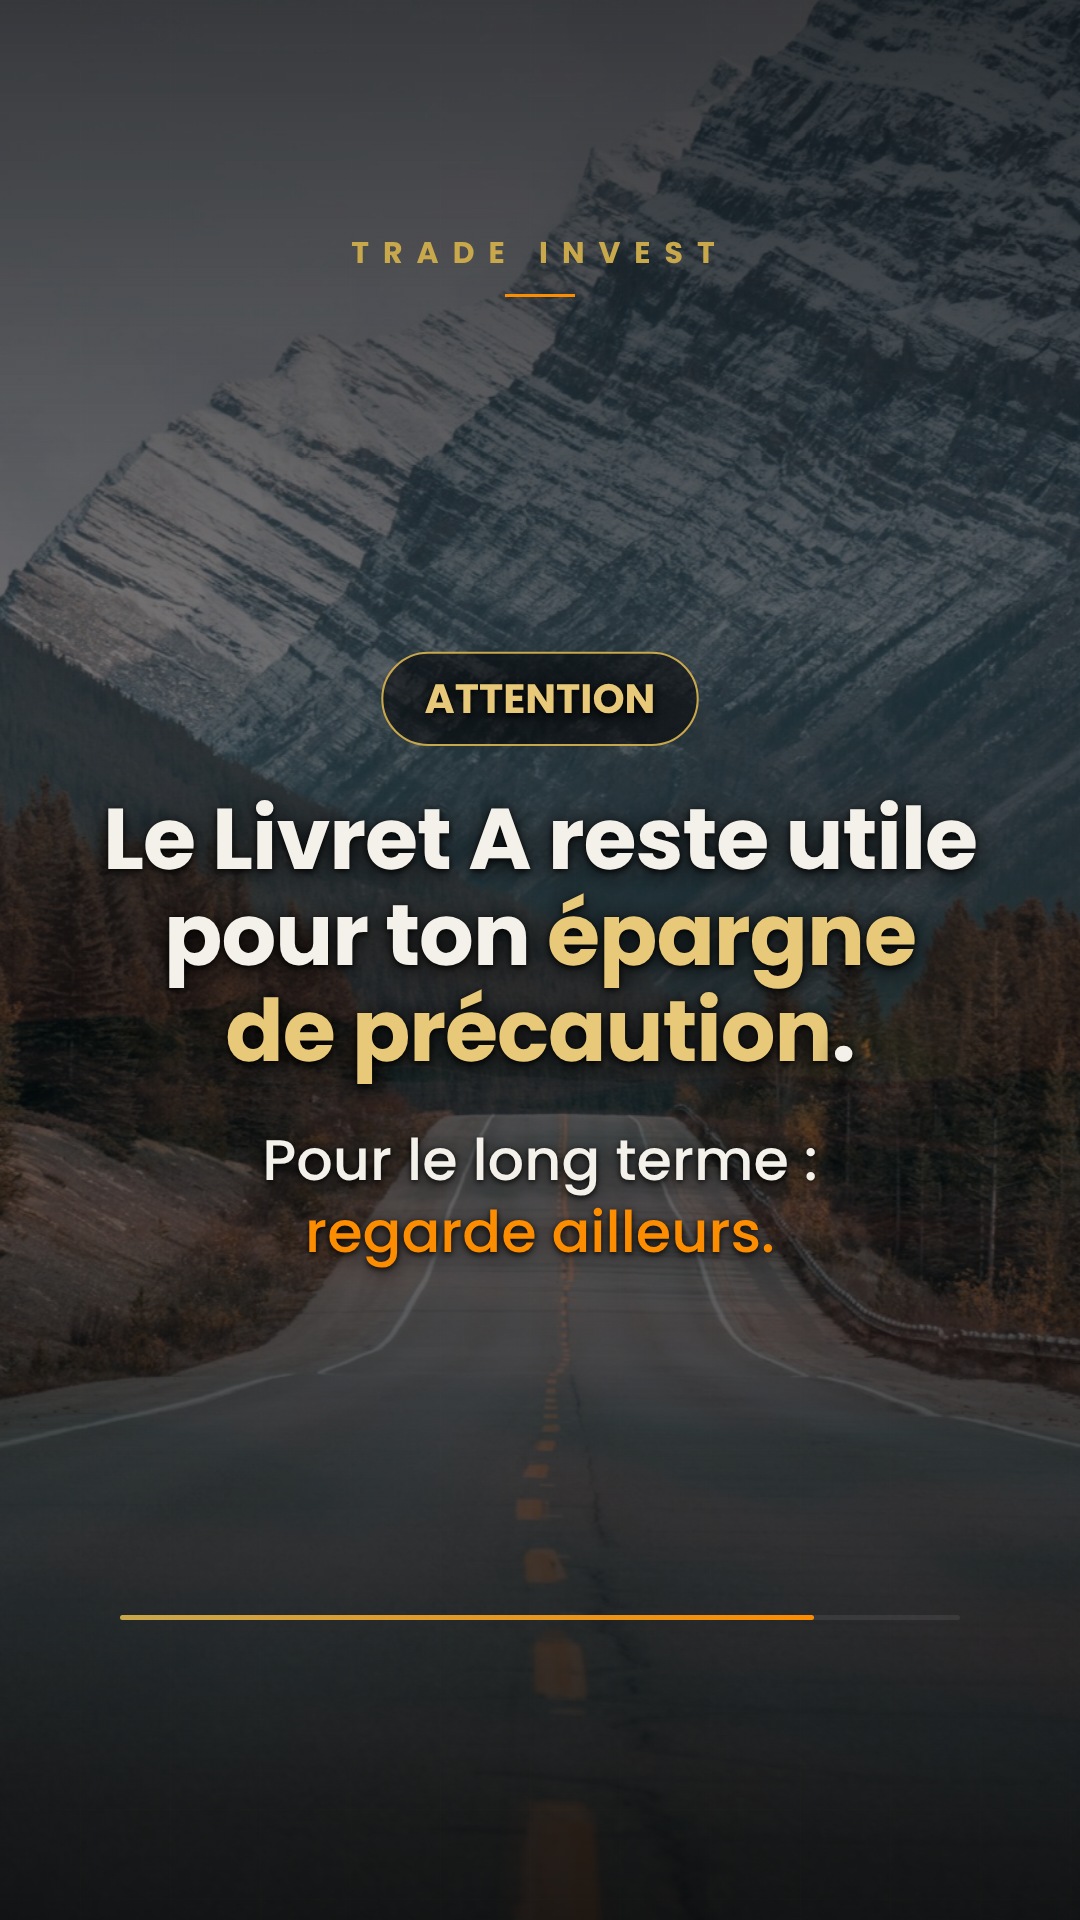 TRADE INVEST
ATTENTION
Le Livret A reste utile
pour ton épargne
de précaution.
Pour le long terme :
regarde ailleurs.